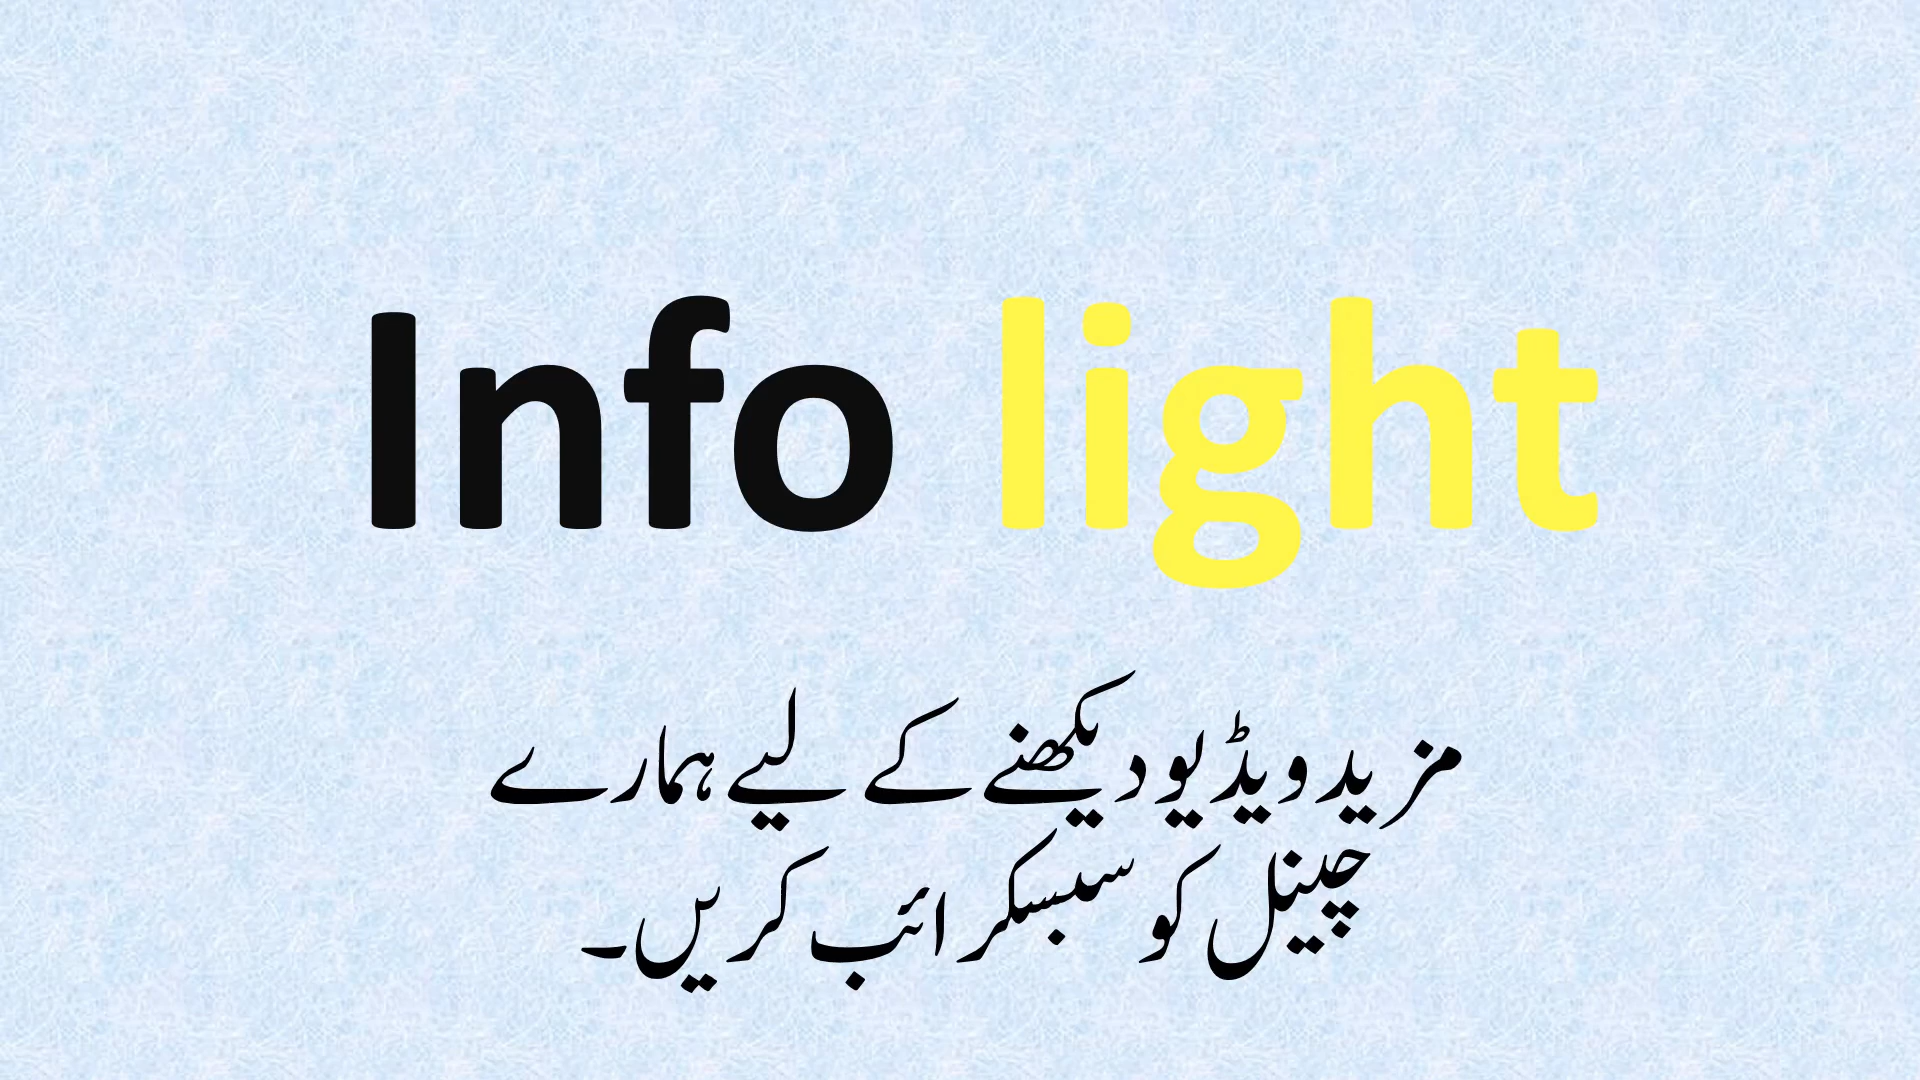 Info light
مزید ویڈیو دیکھنے کے لیے ہمارے
چینل کو سبسکرائب کریں۔